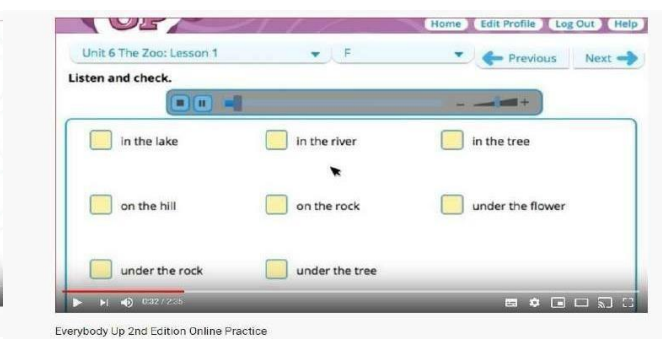 UP
Home Edit Profile Log Out Help
Unit 6 The Zoo: Lesson 1 F Previous Next
Listen and check.
in the lake in the river in the tree
on the hill on the rock under the flower
under the rock under the tree
0:32 / 2:35
Everybody Up 2nd Edition Online Practice